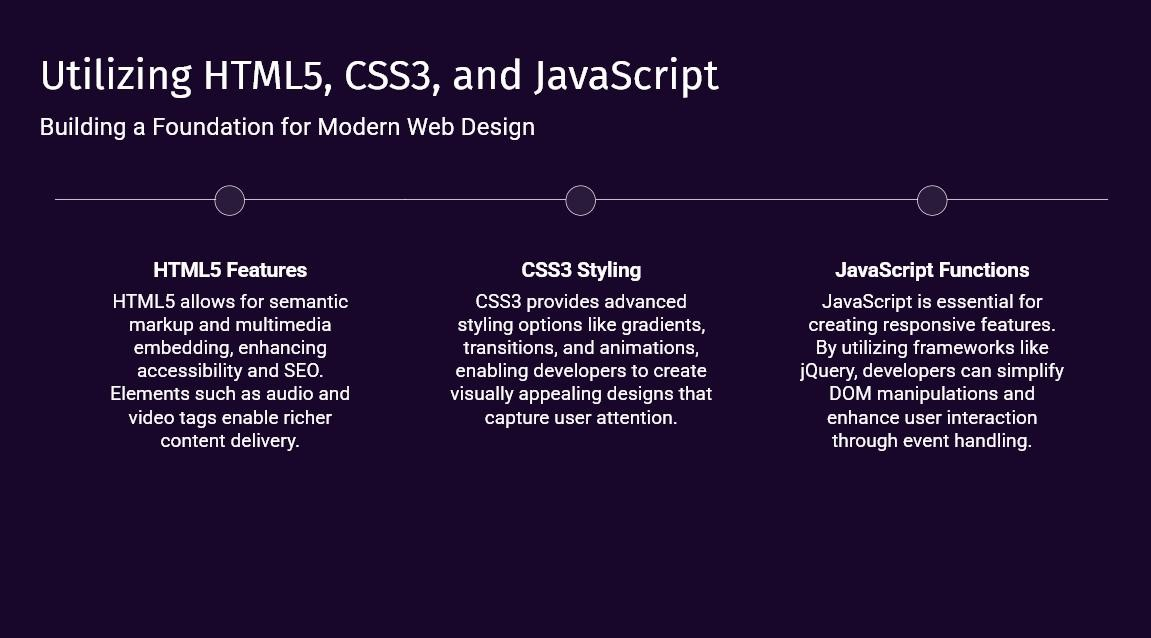 Utilizing HTML5, CSS3, and JavaScript
Building a Foundation for Modern Web Design
HTML5 Features
HTML5 allows for semantic
markup and multimedia
embedding, enhancing
accessibility and SEO.
Elements such as audio and
video tags enable richer
content delivery.
CSS3 Styling
CSS3 provides advanced
styling options like gradients,
transitions, and animations,
enabling developers to create
visually appealing designs that
capture user attention.
JavaScript Functions
JavaScript is essential for
creating responsive features.
By utilizing frameworks like
jQuery, developers can simplify
DOM manipulations and
enhance user interaction
through event handling.